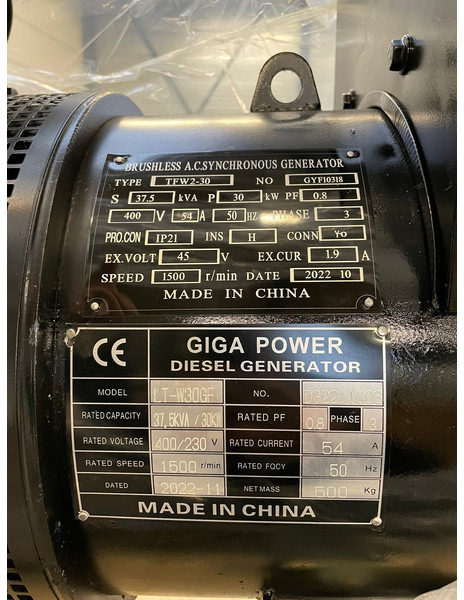 BRUSHLESS A.C.SYNCHRONOUS GENERATOR
TYPE TFW2-30 NO GYF10318
S 37.5 kVA P 30 kW PF 0.8
400 V 54 A 50 HZ PHASE 3
PRO.CON IP21 INS H CONN Yo
EX.VOLT 45 V EX.CUR 1.9 A
SPEED 1500 r/min DATE 2022 10
MADE IN CHINA
CE GIGA POWER
DIESEL GENERATOR
MODEL LT-W30GF NO.
RATED CAPACITY 37,5KVA/30KW RATED PF 0.8 PHASE 3
RATED VOLTAGE 400/230 V RATED CURRENT 54 A
RATED SPEED 1500 r/min RATED FQCY 50 Hz
DATED 2022-11 NET MASS 500 Kg
MADE IN CHINA